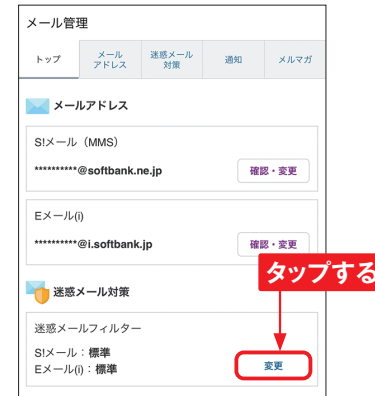 メール管理
トップ
メール
アドレス
迷惑メール
対策
通知
メルマガ
メールアドレス
S!メール（MMS）
**********@softbank.ne.jp
確認・変更
Eメール(i)
**********@i.softbank.jp
確認・変更
タップする
迷惑メール対策
迷惑メールフィルター
S!メール：標準
Eメール(i)：標準
変更